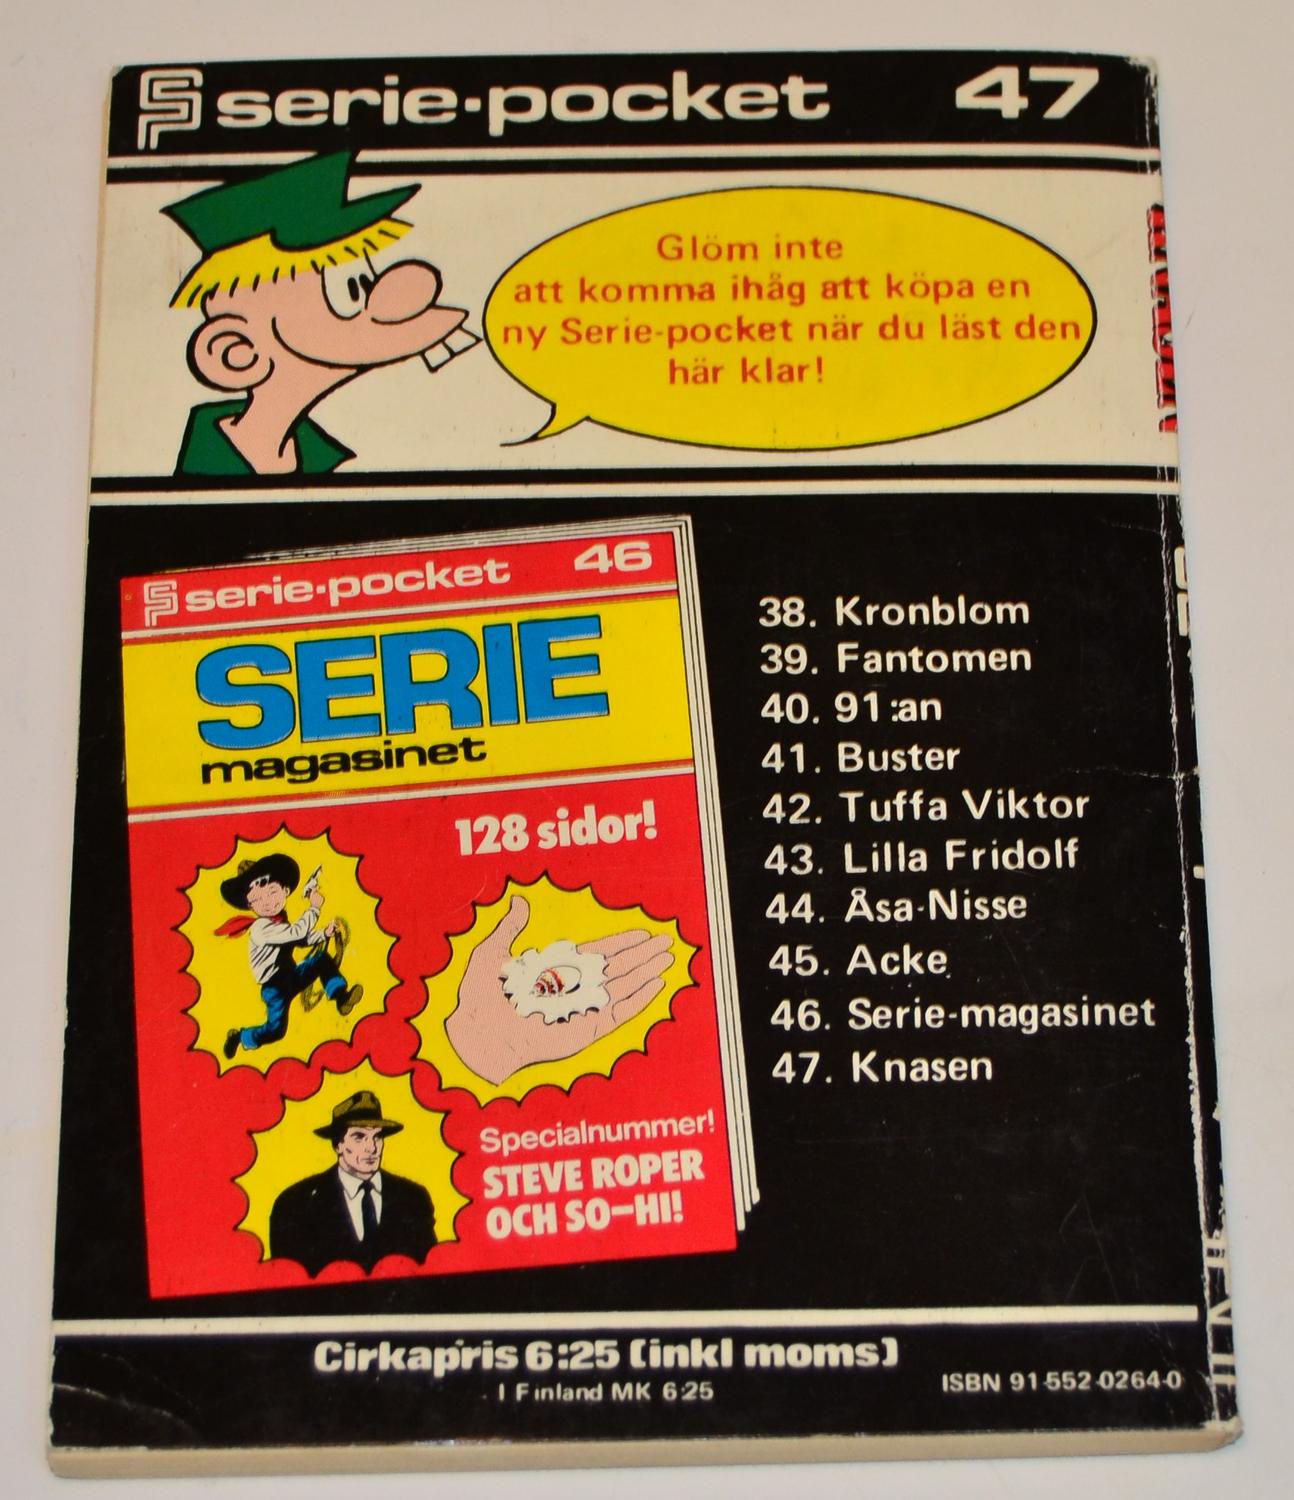 serie-pocket 47
Glöm inte
att komma ihåg att köpa en
ny Serie-pocket när du läst den
här klar!
serie-pocket 46
SERIE
magasinet
128 sidor!
Specialnummer!
STEVE ROPER
OCH SO-HI!
38. Kronblom
39. Fantomen
40. 91:an
41. Buster
42. Tuffa Viktor
43. Lilla Fridolf
44. Åsa-Nisse
45. Acke
46. Serie-magasinet
47. Knasen
Cirkapris 6:25 (inkl moms)
I Finland MK 6:25
ISBN 91-552-0264-0